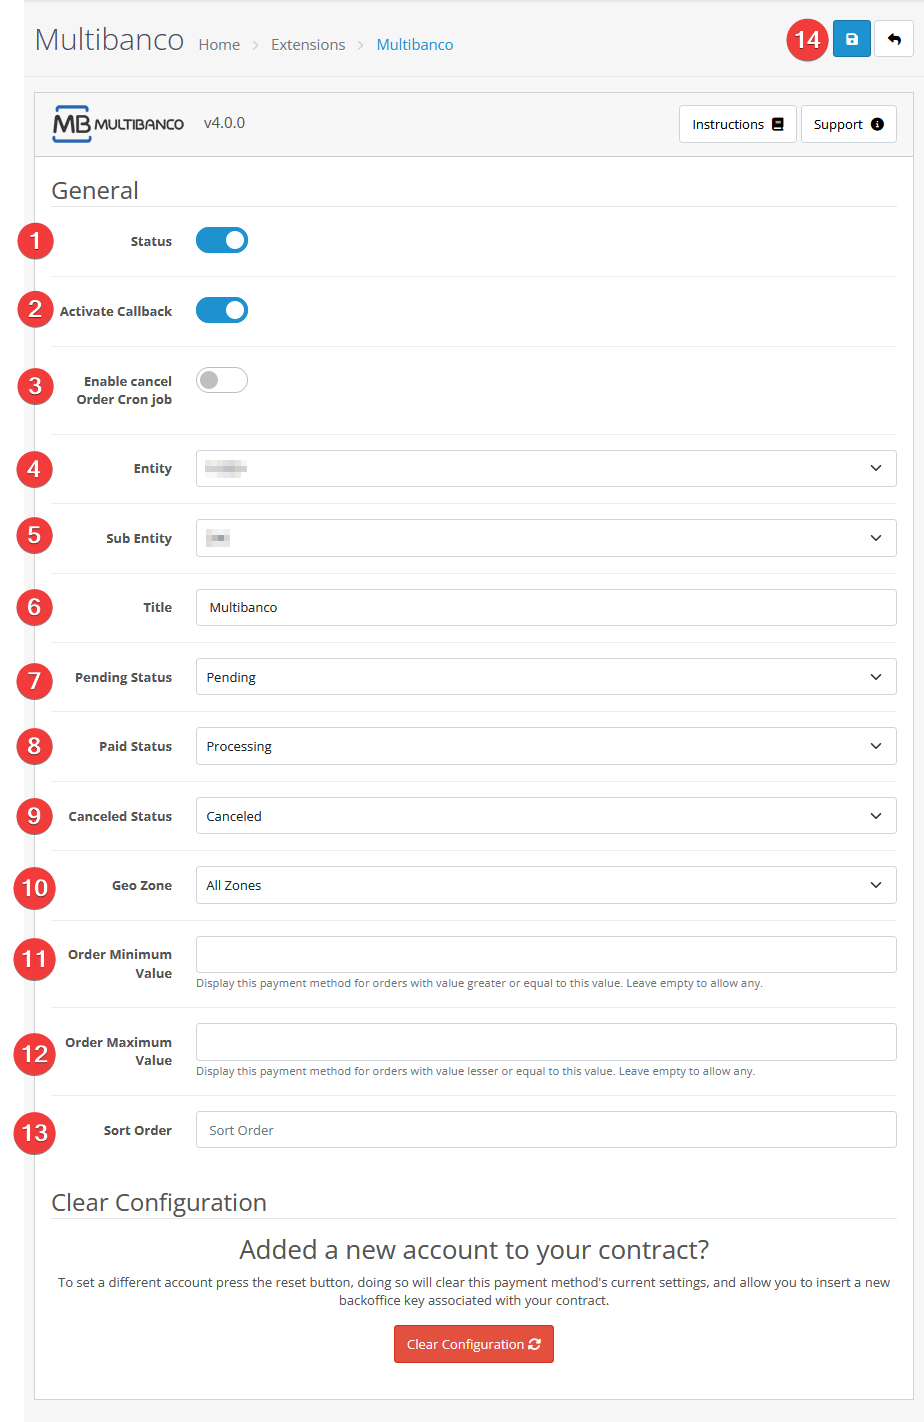 Multibanco Home > Extensions > Multibanco 14
MB MULTIBANCO v4.0.0 Instructions Support
General
1 Status
2 Activate Callback
3 Enable cancel
Order Cron job
4 Entity
5 Sub Entity
6 Title Multibanco
7 Pending Status Pending
8 Paid Status Processing
9 Canceled Status Canceled
10 Geo Zone All Zones
11 Order Minimum
Value
Display this payment method for orders with value greater or equal to this value. Leave empty to allow any.
12 Order Maximum
Value
Display this payment method for orders with value lesser or equal to this value. Leave empty to allow any.
13 Sort Order Sort Order
Clear Configuration
Added a new account to your contract?
To set a different account press the reset button, doing so will clear this payment method's current settings, and allow you to insert a new
backoffice key associated with your contract.
Clear Configuration